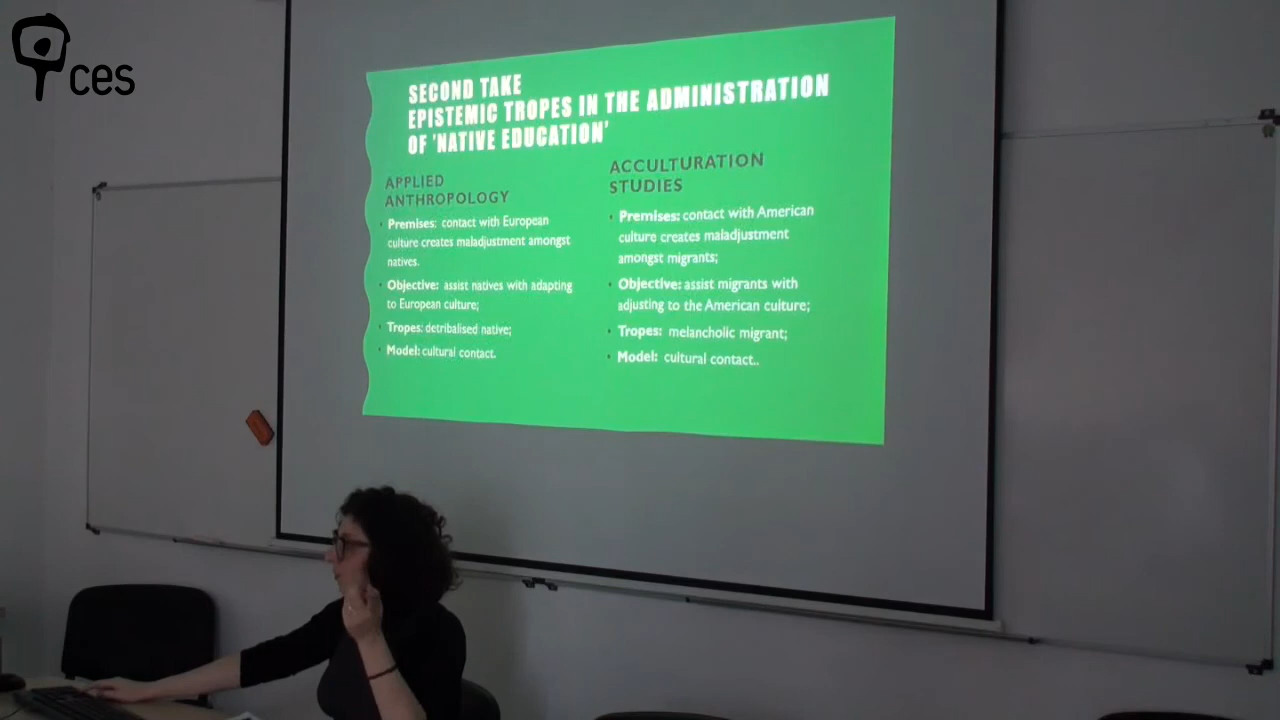 ces
SECOND TAKE
EPISTEMIC TROPES IN THE ADMINISTRATION
OF 'NATIVE EDUCATION'
APPLIED
ANTHROPOLOGY
Premises: contact with European
culture creates maladjustment amongst
natives.
Objective: assist natives with adapting
to European culture;
Tropes: detribalised native;
Model: cultural contact.
ACCULTURATION
STUDIES
Premises: contact with American
culture creates maladjustment
amongst migrants;
Objective: assist migrants with
adjusting to the American culture;
Tropes: melancholic migrant;
Model: cultural contact..